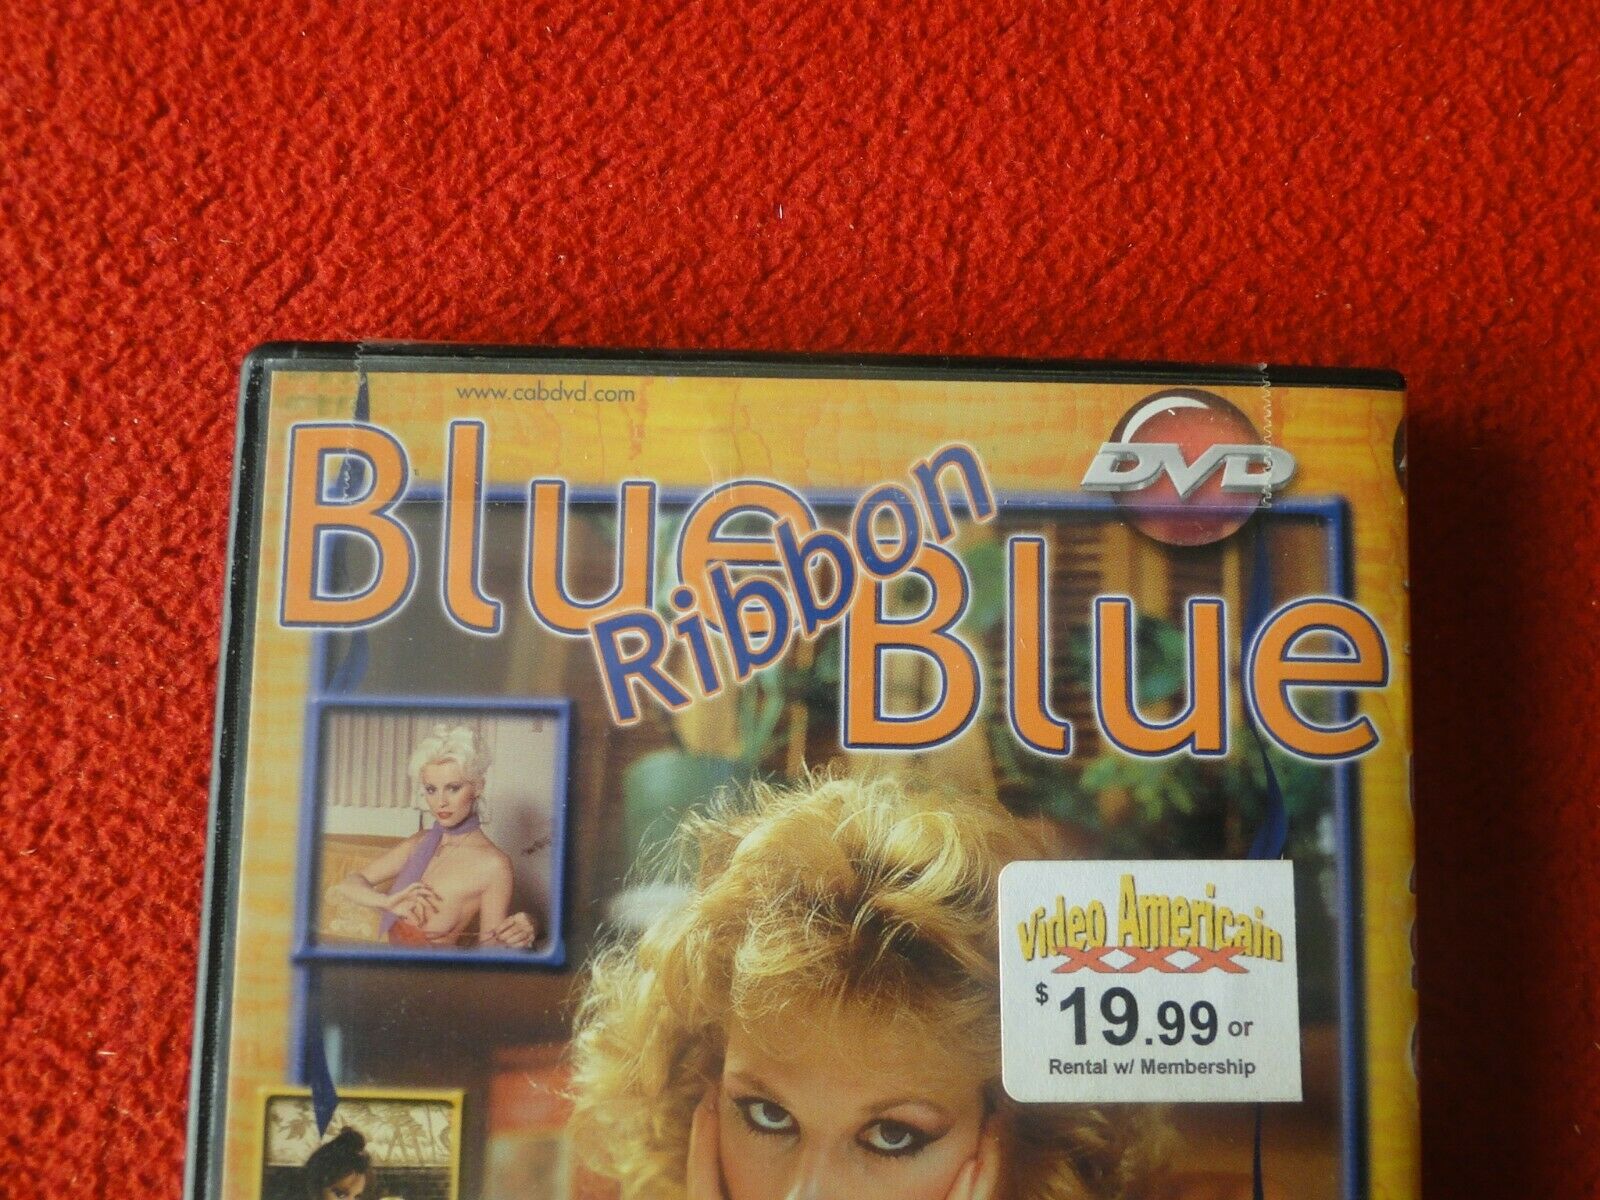 www.cabdvd.com
DVD
Blue
Ribbon
Blue
Video Americain
XXX
$19.99 or
Rental w/ Membership